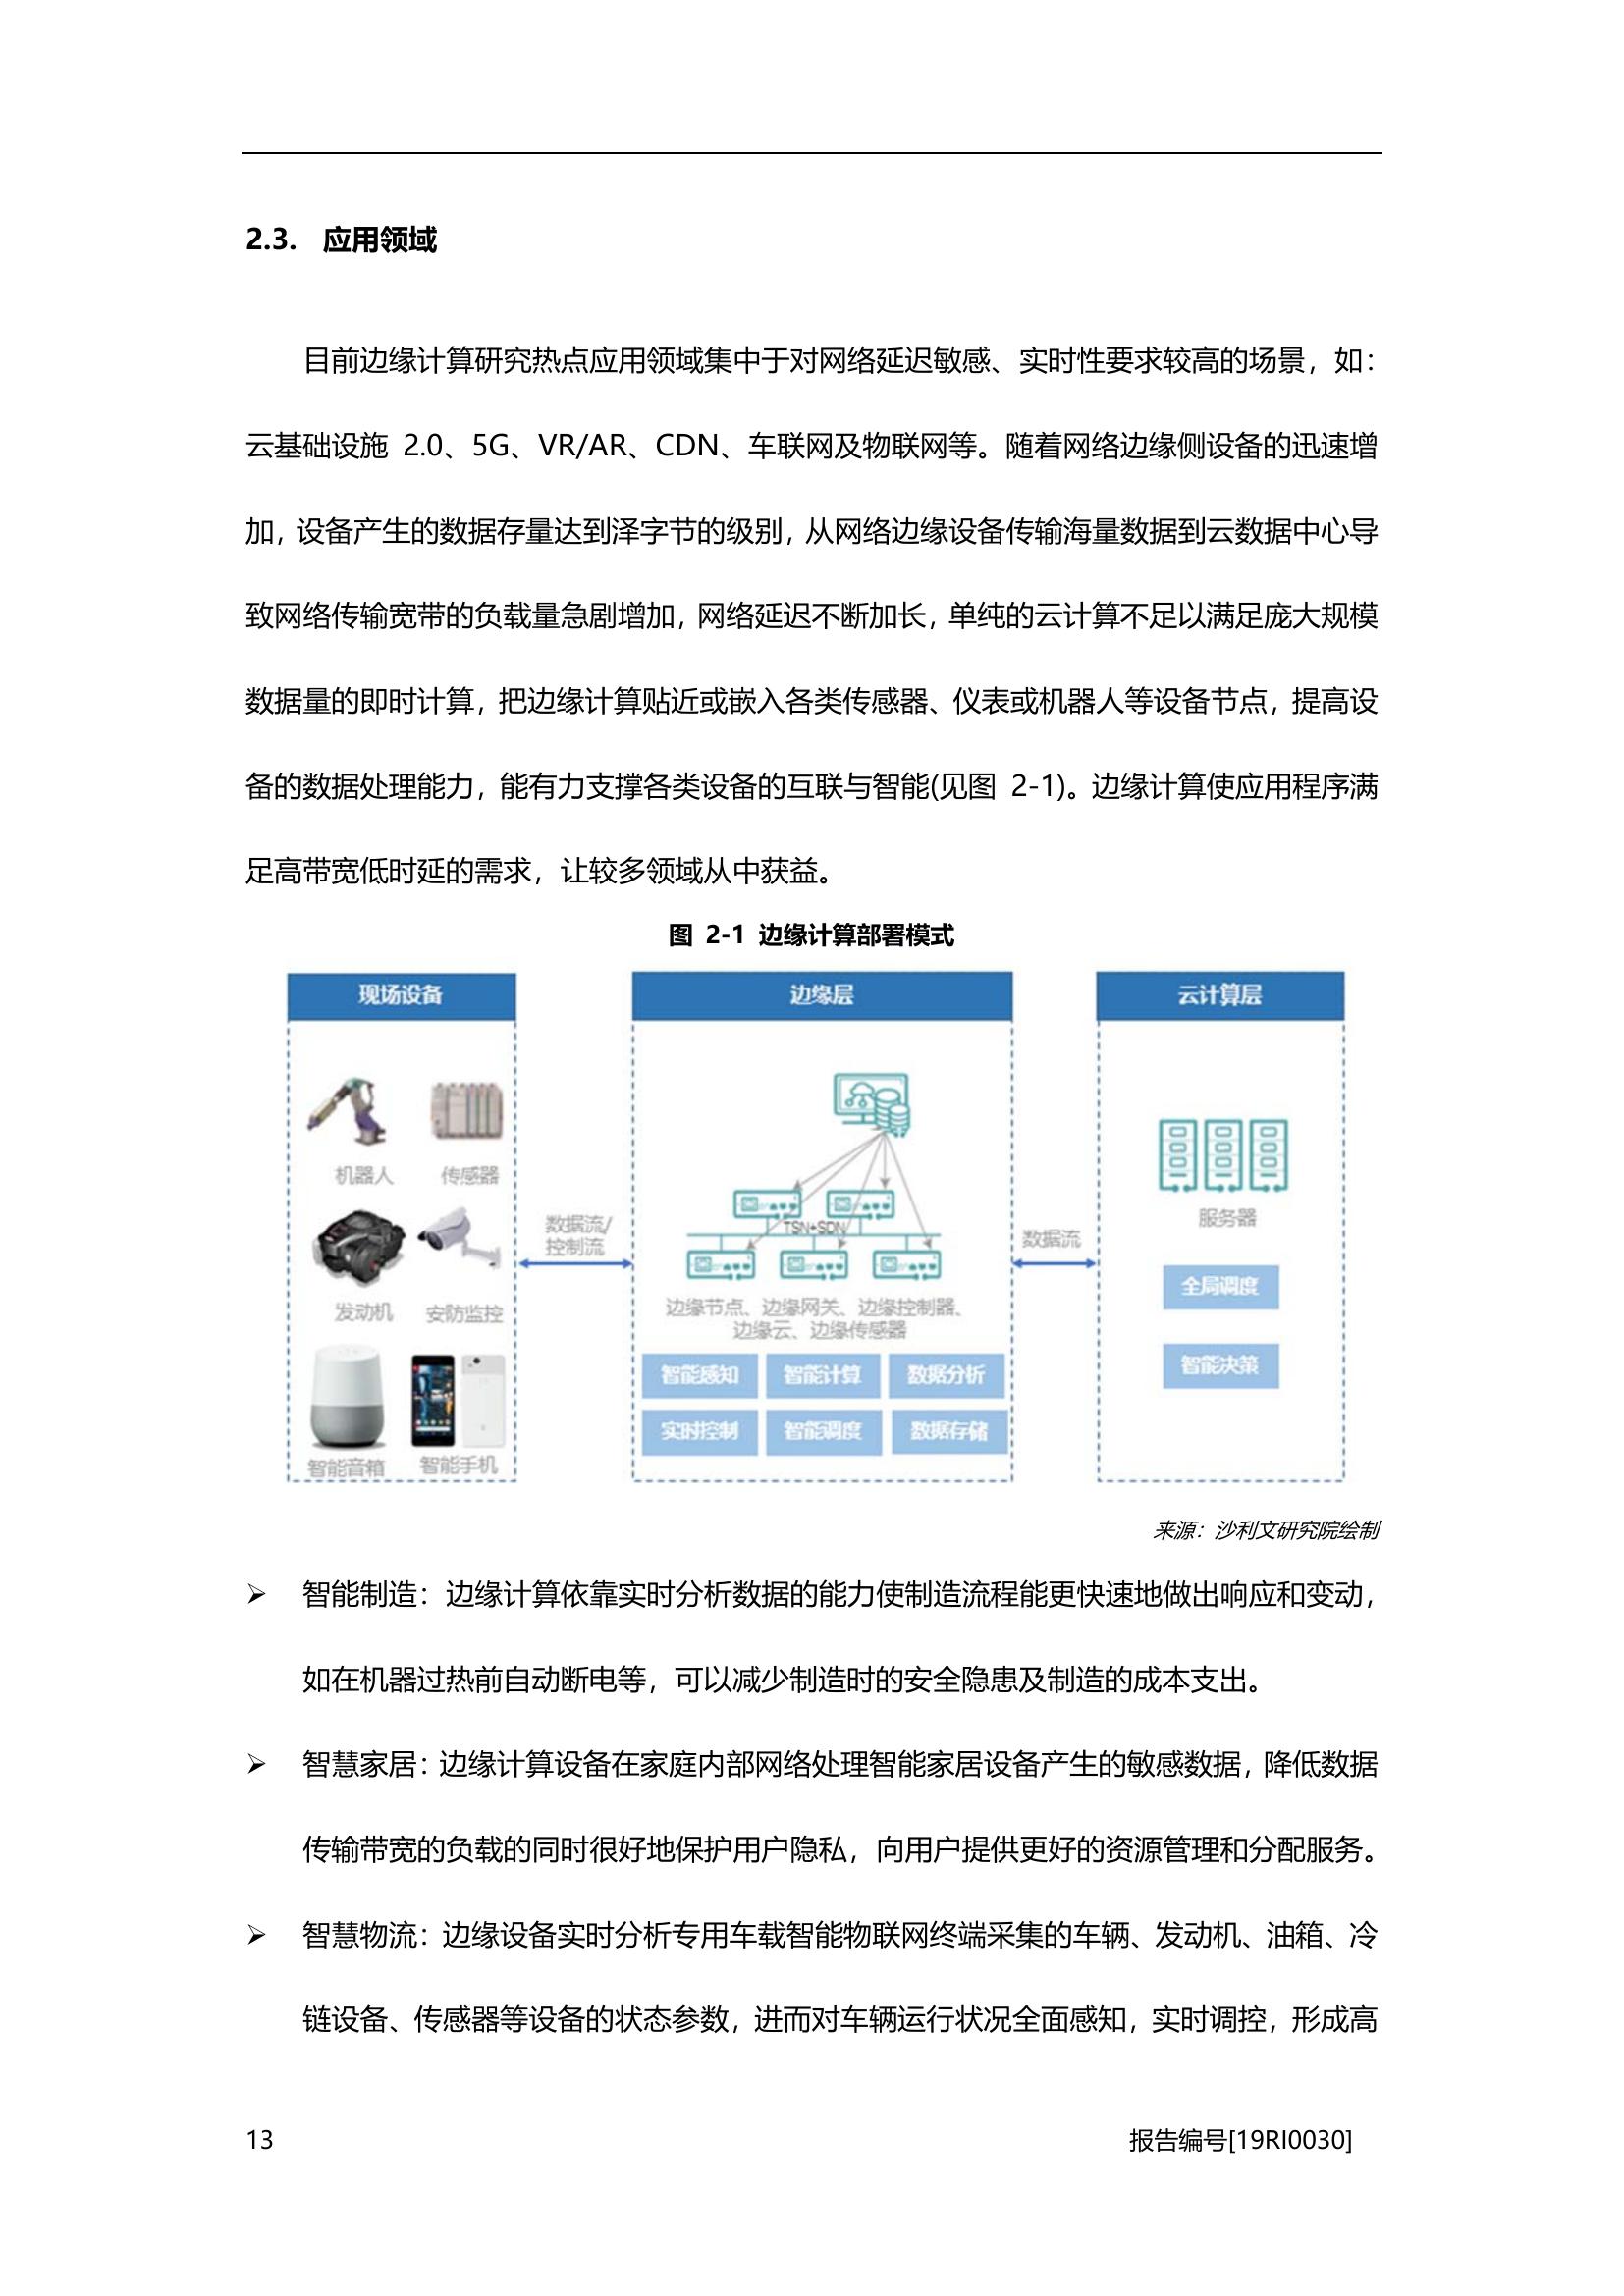 2.3. 应用领域
目前边缘计算研究热点应用领域集中于对网络延迟敏感、实时性要求较高的场景，如：
云基础设施 2.0、5G、VR/AR、CDN、车联网及物联网等。随着网络边缘侧设备的迅速增
加，设备产生的数据存量达到泽字节的级别，从网络边缘设备传输海量数据到云数据中心导
致网络传输宽带的负载量急剧增加，网络延迟不断加长，单纯的云计算不足以满足庞大规模
数据量的即时计算，把边缘计算贴近或嵌入各类传感器、仪表或机器人等设备节点，提高设
备的数据处理能力，能有力支撑各类设备的互联与智能(见图 2-1)。边缘计算使应用程序满
足高带宽低时延的需求，让较多领域从中获益。
图 2-1 边缘计算部署模式
现场设备
机器人 传感器
发动机 安防监控
智能音箱 智能手机
数据流/
控制流
边缘层
TSN+SDN
边缘节点、边缘网关、边缘控制器、
边缘云、边缘传感器
智能感知 智能计算 数据分析
实时控制 智能调度 数据存储
数据流
云计算层
服务器
全局调度
智能决策
来源：沙利文研究院绘制
➢ 智能制造：边缘计算依靠实时分析数据的能力使制造流程能更快速地做出响应和变动，
如在机器过热前自动断电等，可以减少制造时的安全隐患及制造的成本支出。
➢ 智慧家居：边缘计算设备在家庭内部网络处理智能家居设备产生的敏感数据，降低数据
传输带宽的负载的同时很好地保护用户隐私，向用户提供更好的资源管理和分配服务。
➢ 智慧物流：边缘设备实时分析专用车载智能物联网终端采集的车辆、发动机、油箱、冷
链设备、传感器等设备的状态参数，进而对车辆运行状况全面感知，实时调控，形成高
13 报告编号[19RI0030]